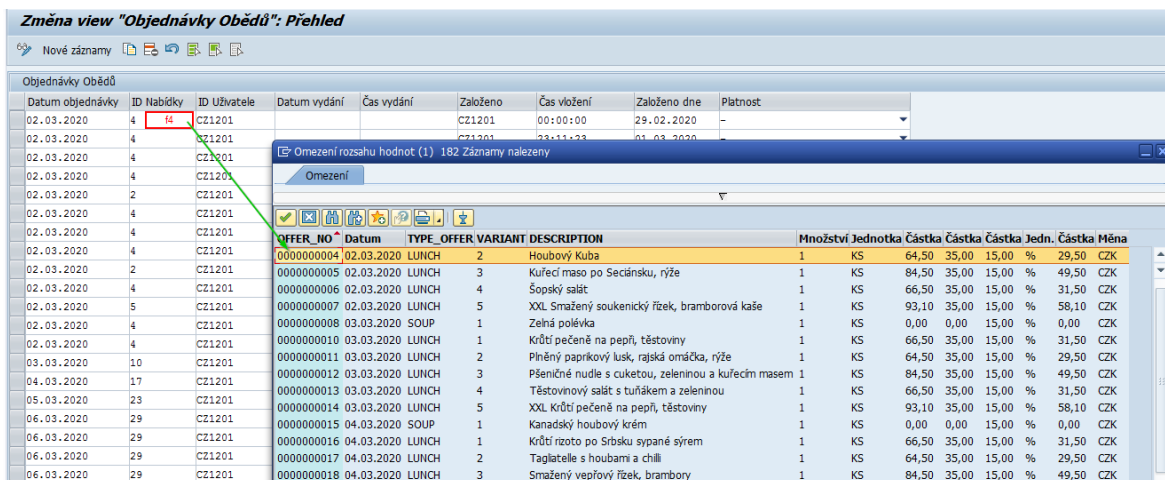 Změna view "Objednávky Obědů": Přehled
Nové záznamy
Objednávky Obědů
Datum objednávky ID Nabídky ID Uživatele Datum vydání Čas vydání Založeno Čas vložení Založeno dne Platnost
02.03.2020 4 f4 CZ1201 CZ1201 00:00:00 29.02.2020 –
02.03.2020 4 CZ1201 CZ1201 23:11:23 01.03.2020 –
02.03.2020 4 CZ1201
02.03.2020 4 CZ1201
02.03.2020 2 CZ1201
02.03.2020 4 CZ1201
02.03.2020 4 CZ1201
02.03.2020 4 CZ1201
02.03.2020 2 CZ1201
02.03.2020 4 CZ1201
02.03.2020 5 CZ1201
02.03.2020 4 CZ1201
02.03.2020 4 CZ1201
03.03.2020 10 CZ1201
04.03.2020 17 CZ1201
05.03.2020 23 CZ1201
06.03.2020 29 CZ1201
06.03.2020 29 CZ1201
06.03.2020 29 CZ1201
06.03.2020 29 CZ1201
Omezení rozsahu hodnot (1) 182 Záznamy nalezeny
Omezení
OFFER_NO Datum TYPE_OFFER VARIANT DESCRIPTION Množství Jednotka Částka Částka Částka Jedn. Částka Měna
0000000004 02.03.2020 LUNCH 2 Houbový Kuba 1 KS 64,50 35,00 15,00 % 29,50 CZK
0000000005 02.03.2020 LUNCH 3 Kuřecí maso po Seciánsku, rýže 1 KS 84,50 35,00 15,00 % 49,50 CZK
0000000006 02.03.2020 LUNCH 4 Šopský salát 1 KS 66,50 35,00 15,00 % 31,50 CZK
0000000007 02.03.2020 LUNCH 5 XXL Smažený soukenický řízek, bramborová kaše 1 KS 93,10 35,00 15,00 % 58,10 CZK
0000000008 03.03.2020 SOUP 1 Zelná polévka 1 KS 0,00 0,00 15,00 % 0,00 CZK
0000000010 03.03.2020 LUNCH 1 Krůtí pečeně na pepři, těstoviny 1 KS 66,50 35,00 15,00 % 31,50 CZK
0000000011 03.03.2020 LUNCH 2 Plněný paprikový lusk, rajská omáčka, rýže 1 KS 64,50 35,00 15,00 % 29,50 CZK
0000000012 03.03.2020 LUNCH 3 Pšeničné nudle s cuketou, zeleninou a kuřecím masem 1 KS 84,50 35,00 15,00 % 49,50 CZK
0000000013 03.03.2020 LUNCH 4 Těstovinový salát s tuňákem a zeleninou 1 KS 66,50 35,00 15,00 % 31,50 CZK
0000000014 03.03.2020 LUNCH 5 XXL Krůtí pečeně na pepři, těstoviny 1 KS 93,10 35,00 15,00 % 58,10 CZK
0000000015 04.03.2020 SOUP 1 Kanadský houbový krém 1 KS 0,00 0,00 15,00 % 0,00 CZK
0000000016 04.03.2020 LUNCH 1 Krůtí rizoto po Srbsku sypané sýrem 1 KS 66,50 35,00 15,00 % 31,50 CZK
0000000017 04.03.2020 LUNCH 2 Tagliatelle s houbami a chilli 1 KS 64,50 35,00 15,00 % 29,50 CZK
0000000018 04.03.2020 LUNCH 3 Smažený vepřový řízek, brambory 1 KS 84,50 35,00 15,00 % 49,50 CZK